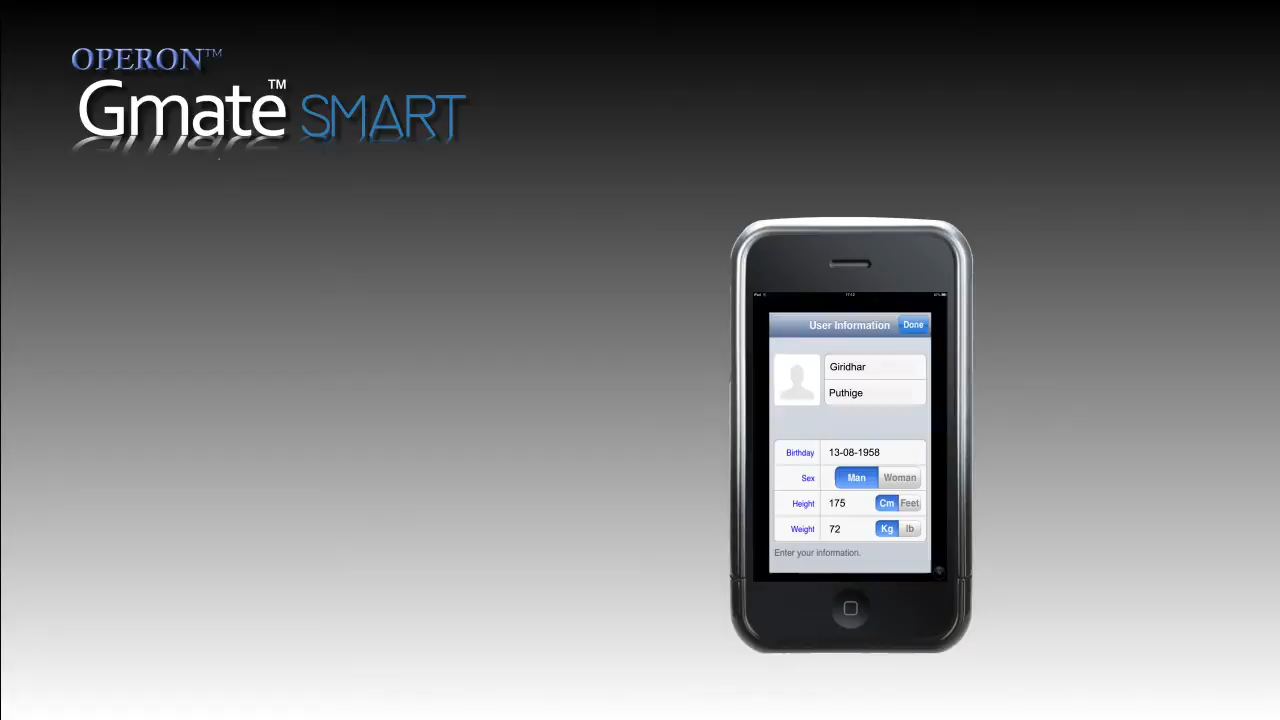 OPERON™
Gmate™ SMART
User Information Done
Giridhar
Puthige
Birthday 13-08-1958
Sex Man Woman
Height 175 Cm Feet
Weight 72 Kg lb
Enter your information.